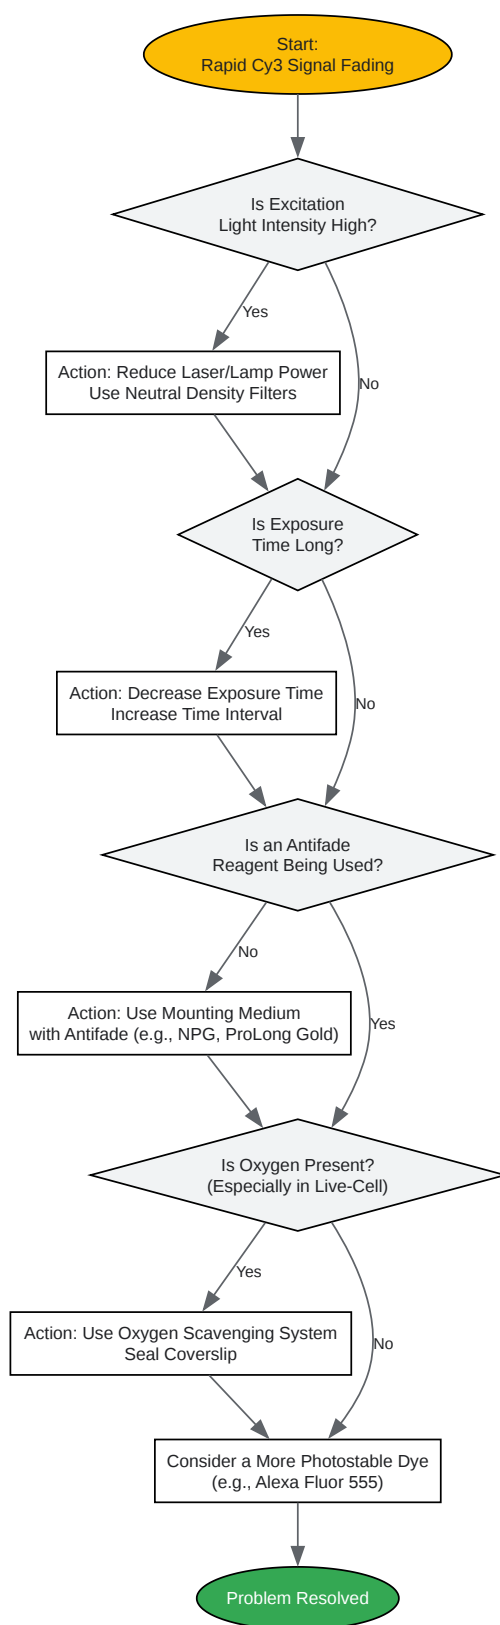 Start:
Rapid Cy3 Signal Fading
Is Excitation
Light Intensity High?
Yes
Action: Reduce Laser/Lamp Power
Use Neutral Density Filters
No
Is Exposure
Time Long?
Yes
Action: Decrease Exposure Time
Increase Time Interval
No
Is an Antifade
Reagent Being Used?
No
Action: Use Mounting Medium
with Antifade (e.g., NPG, ProLong Gold)
Yes
Is Oxygen Present?
(Especially in Live-Cell)
Yes
Action: Use Oxygen Scavenging System
Seal Coverslip
No
Consider a More Photostable Dye
(e.g., Alexa Fluor 555)
Problem Resolved